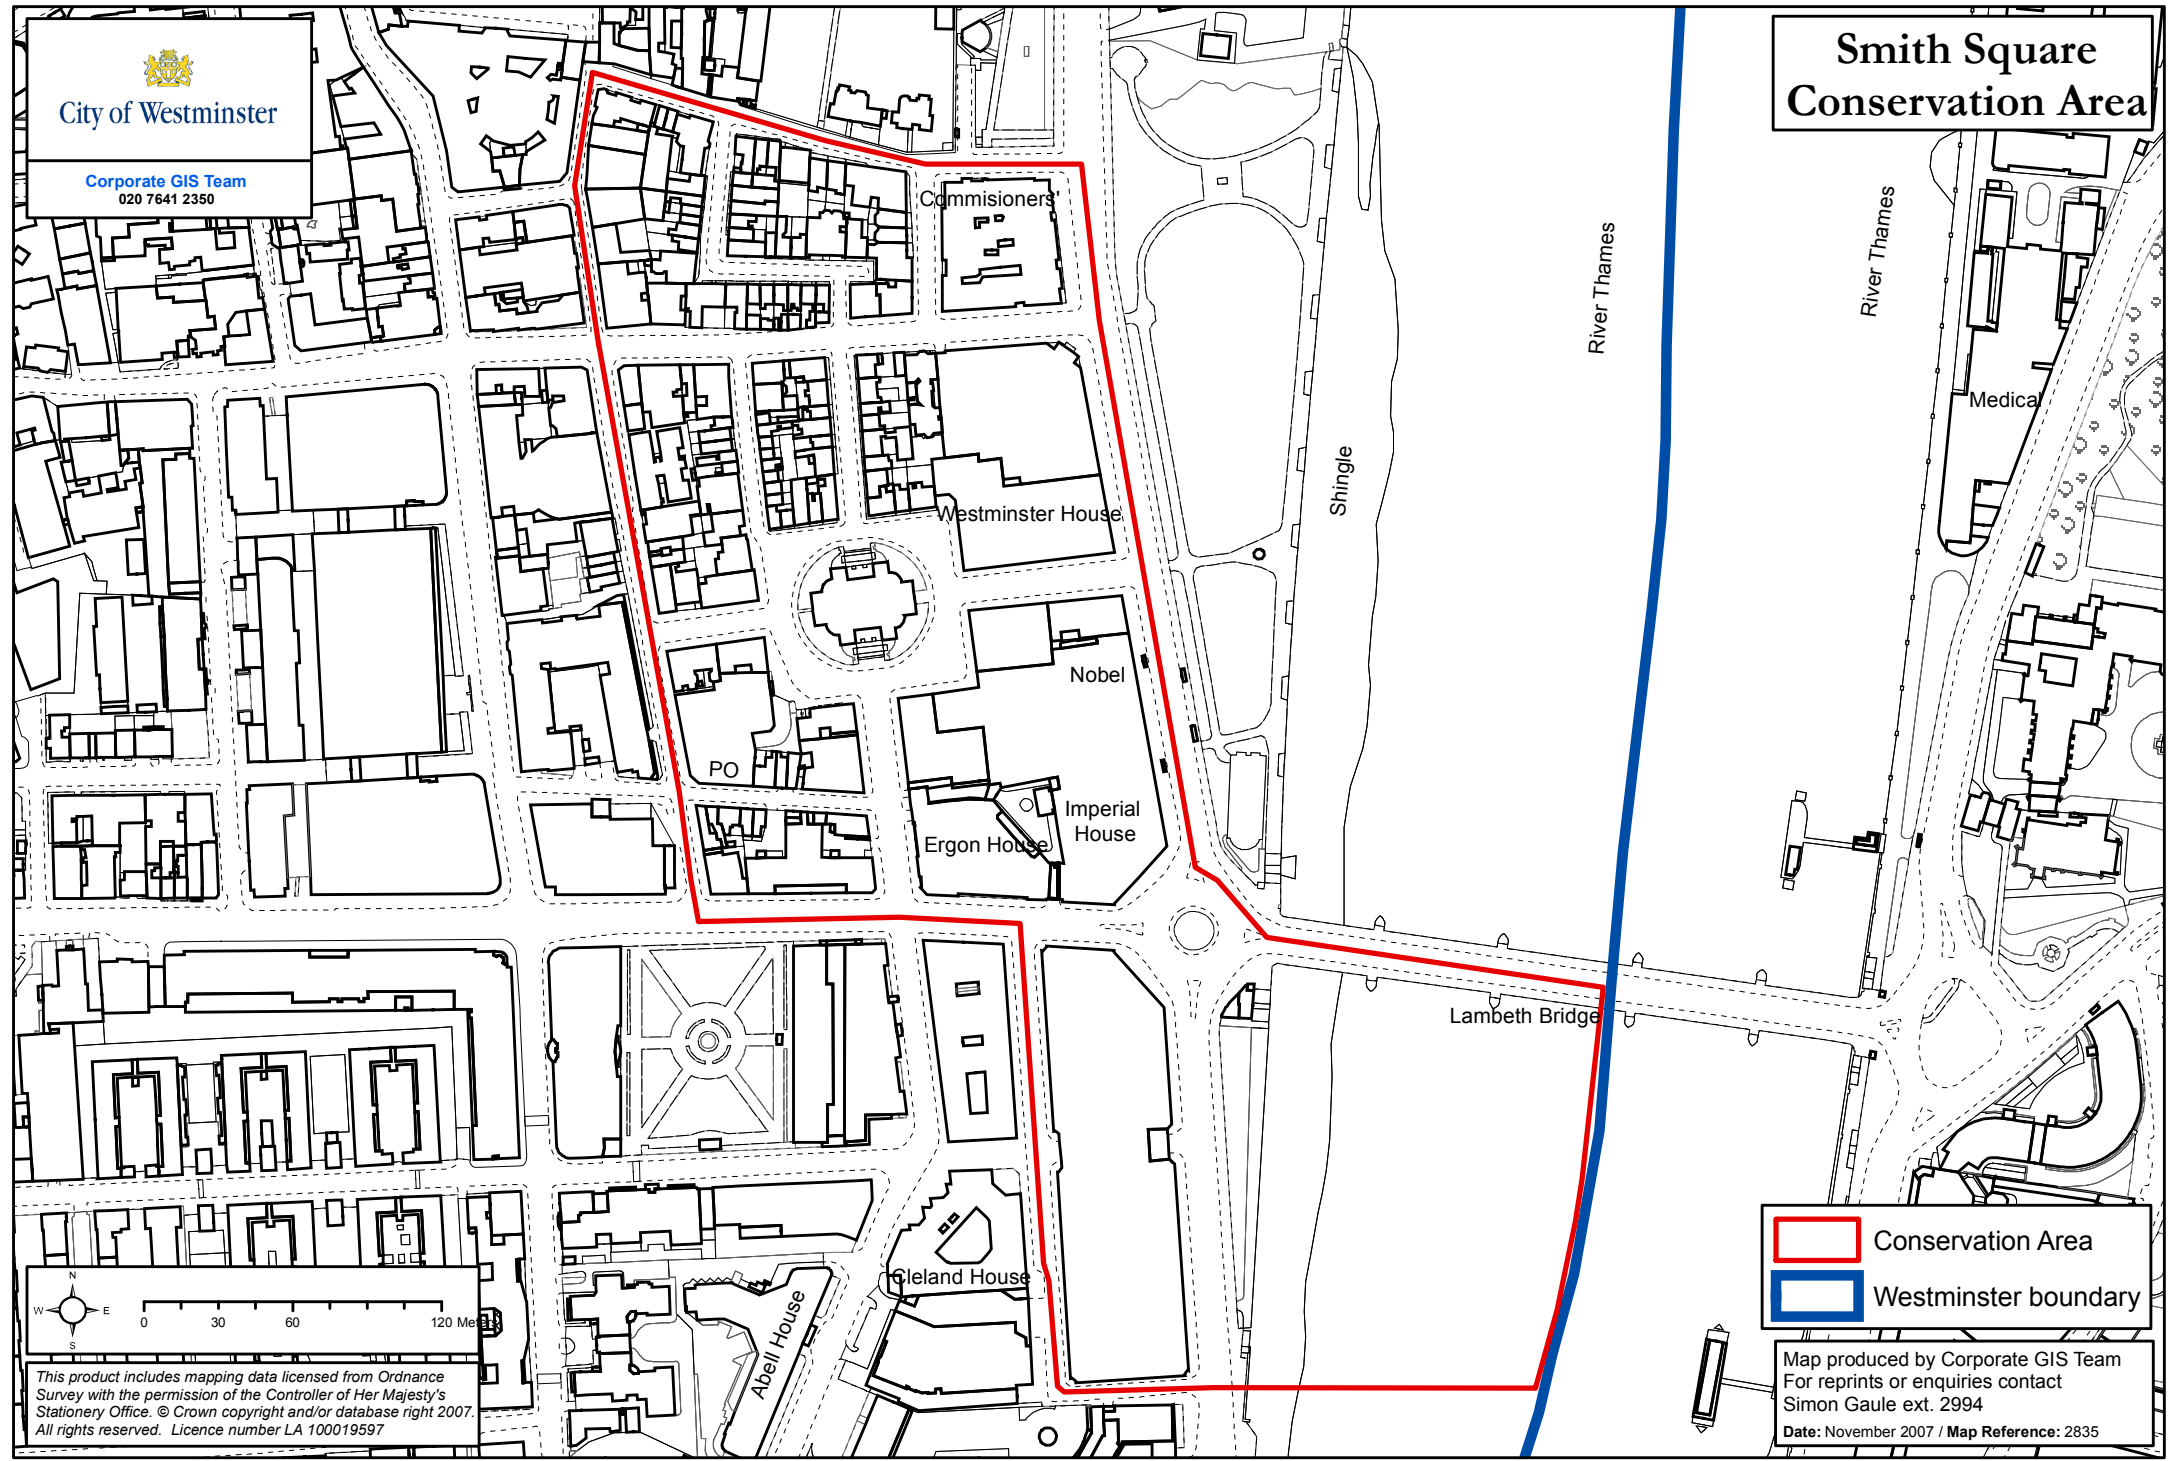 City of Westminster
Corporate GIS Team
020 7641 2350
Smith Square
Conservation Area
Commisioners'
River Thames
River Thames
Medical
Shingle
Westminster House
Nobel
PO
Imperial
House
Ergon House
Lambeth Bridge
Cleland House
Abell House
Conservation Area
Westminster boundary
N
W
E
S
0
30
60
120 Meters
This product includes mapping data licensed from Ordnance
Survey with the permission of the Controller of Her Majesty's
Stationery Office. © Crown copyright and/or database right 2007.
All rights reserved. Licence number LA 100019597
Map produced by Corporate GIS Team
For reprints or enquiries contact
Simon Gaule ext. 2994
Date: November 2007 / Map Reference: 2835